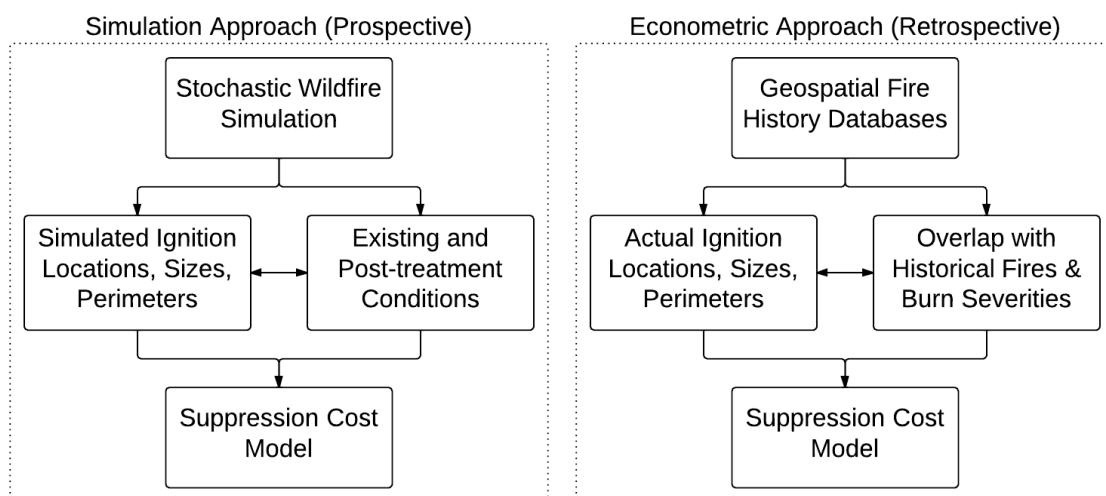 Simulation Approach (Prospective)
Stochastic Wildfire
Simulation
Simulated Ignition
Locations, Sizes,
Perimeters
Existing and
Post-treatment
Conditions
Suppression Cost
Model
Econometric Approach (Retrospective)
Geospatial Fire
History Databases
Actual Ignition
Locations, Sizes,
Perimeters
Overlap with
Historical Fires &
Burn Severities
Suppression Cost
Model